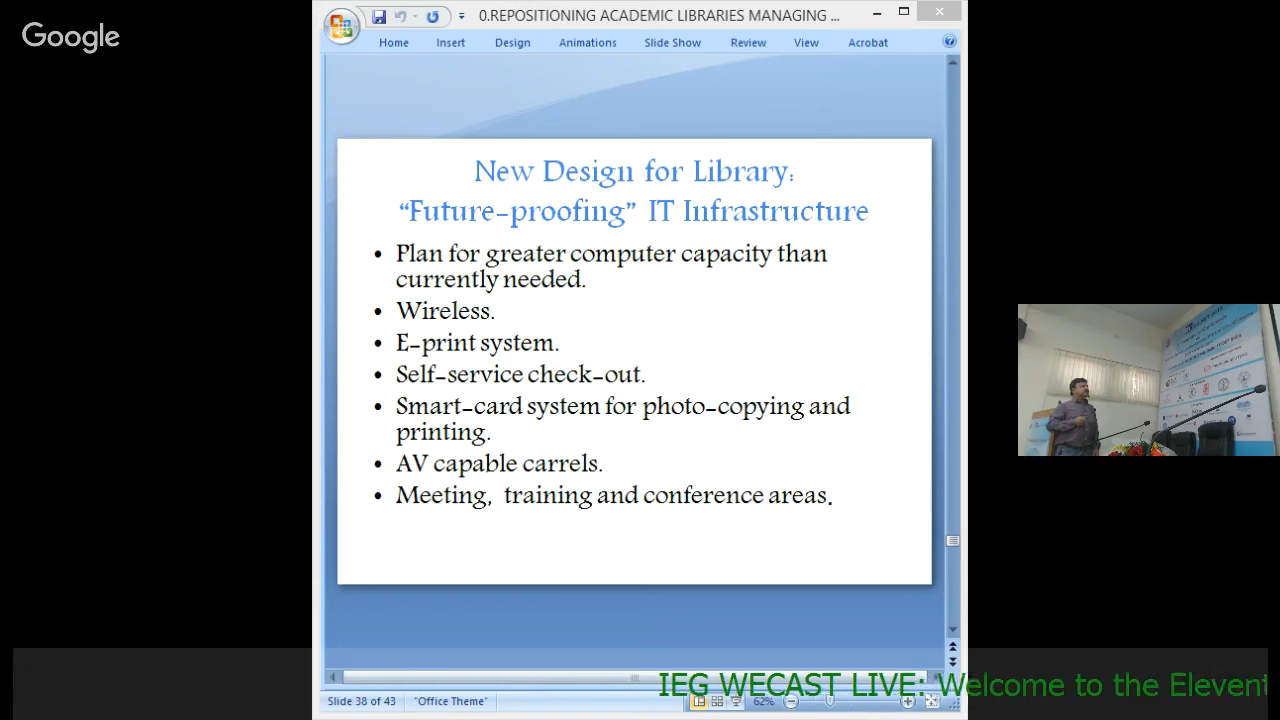 Google
0.REPOSITIONING ACADEMIC LIBRARIES MANAGING ...
Home Insert Design Animations Slide Show Review View Acrobat
New Design for Library:
“Future-proofing” IT Infrastructure
• Plan for greater computer capacity than
currently needed.
• Wireless.
• E-print system.
• Self-service check-out.
• Smart-card system for photo-copying and
printing.
• AV capable carrels.
• Meeting, training and conference areas.
IEG WECAST LIVE: Welcome to the Elevent
Slide 38 of 43 "Office Theme" 62%